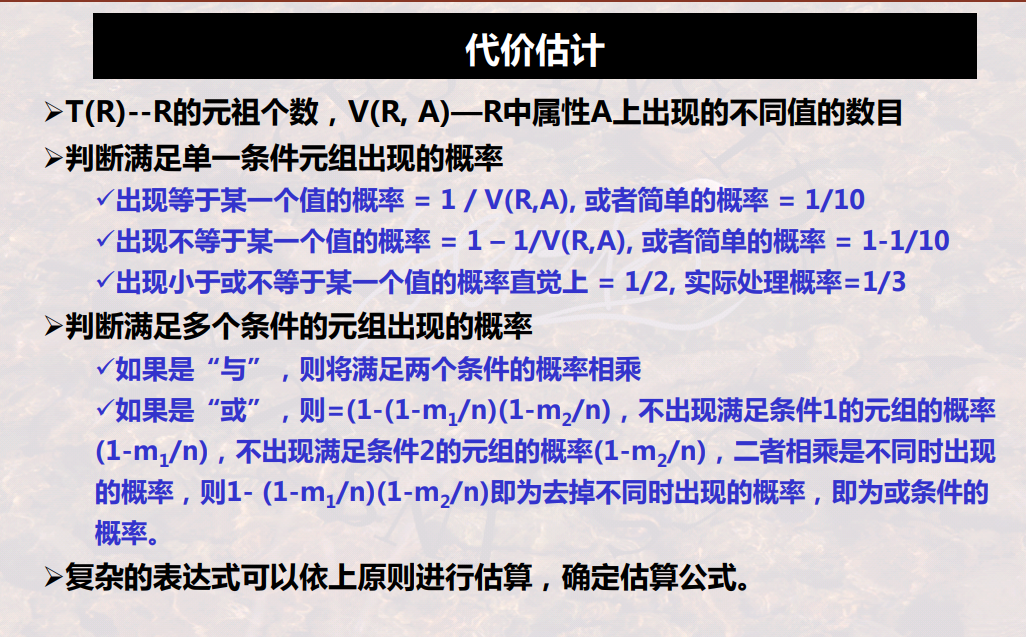 代价估计
➢T(R)--R的元祖个数，V(R, A)—R中属性A上出现的不同值的数目
➢判断满足单一条件元组出现的概率
✓出现等于某一个值的概率 = 1 / V(R,A), 或者简单的概率 = 1/10
✓出现不等于某一个值的概率 = 1 – 1/V(R,A), 或者简单的概率 = 1-1/10
✓出现小于或不等于某一个值的概率直觉上 = 1/2, 实际处理概率=1/3
➢判断满足多个条件的元组出现的概率
✓如果是“与”，则将满足两个条件的概率相乘
✓如果是“或”，则=(1-(1-m₁/n)(1-m₂/n)，不出现满足条件1的元组的概率
(1-m₁/n)，不出现满足条件2的元组的概率(1-m₂/n)，二者相乘是不同时出现
的概率，则1- (1-m₁/n)(1-m₂/n)即为去掉不同时出现的概率，即为或条件的
概率。
➢复杂的表达式可以依上原则进行估算，确定估算公式。